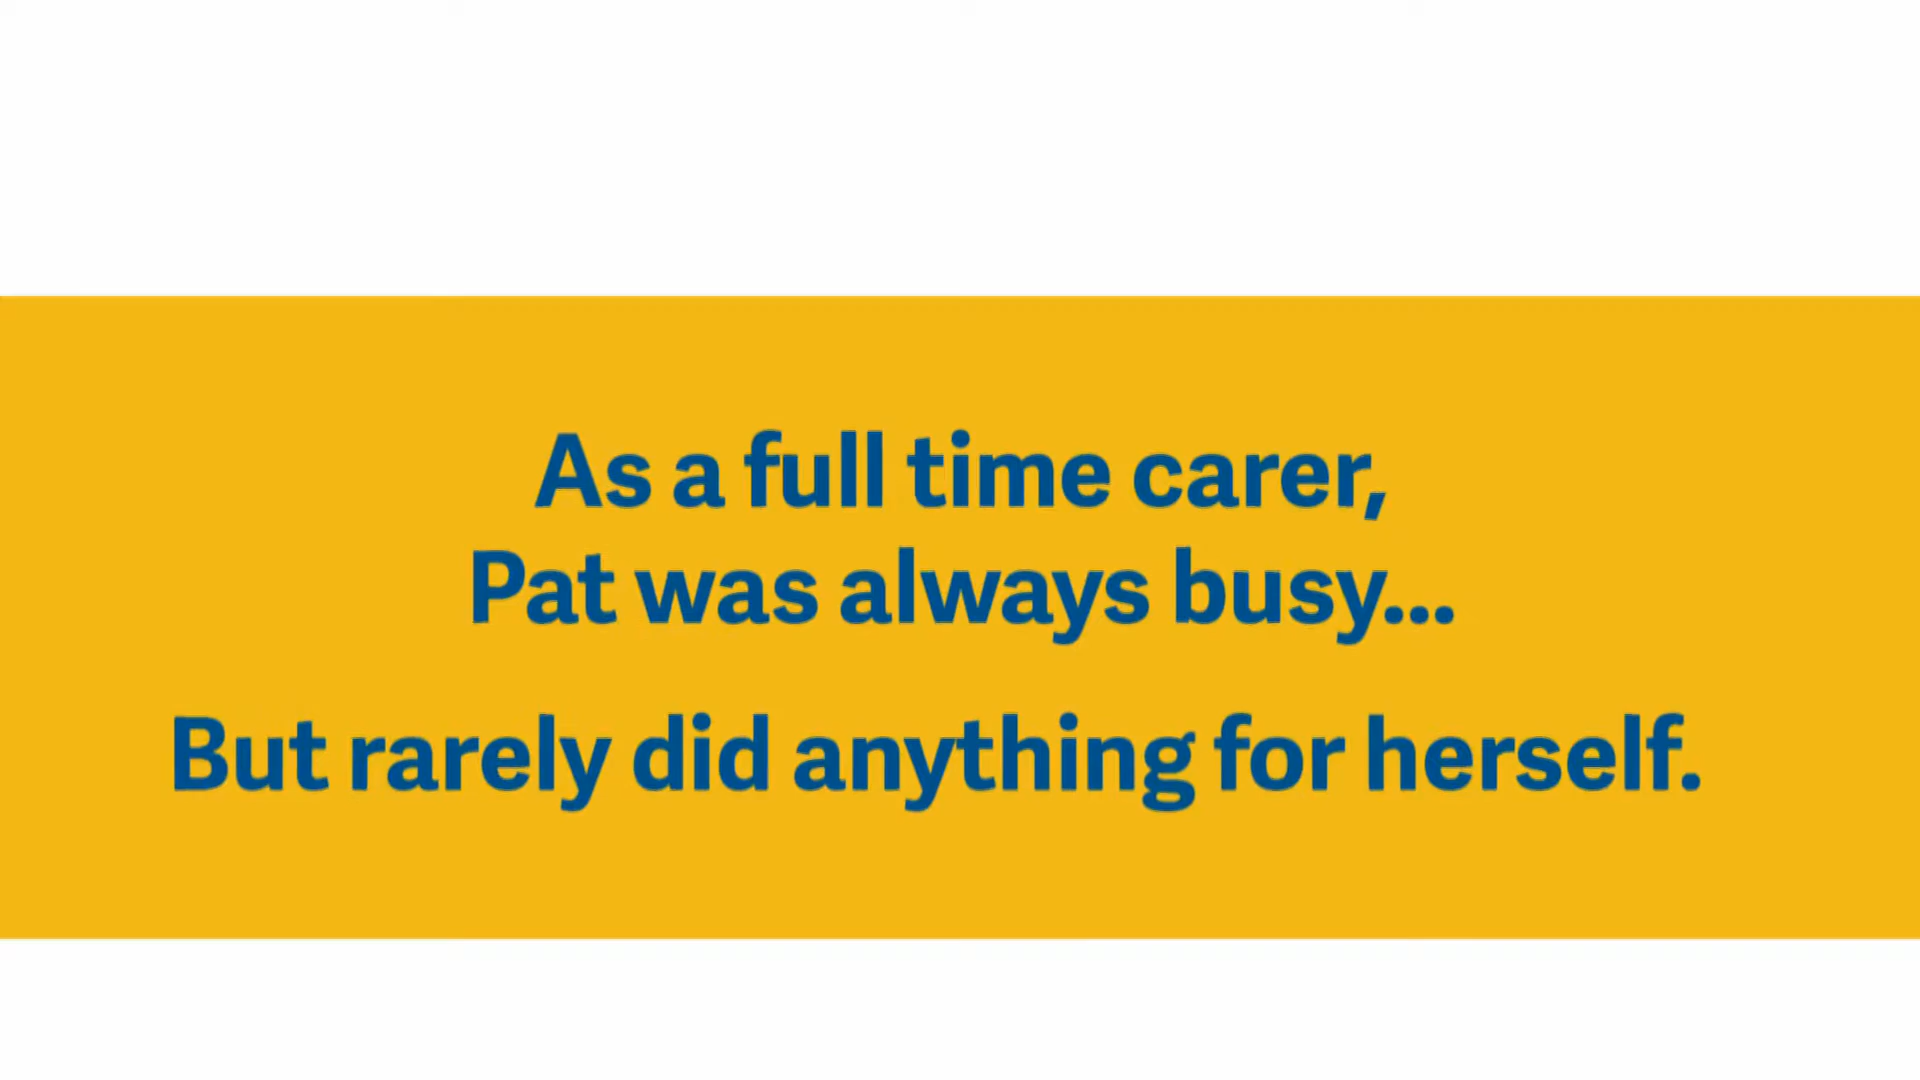 As a full time carer,
Pat was always busy...
But rarely did anything for herself.